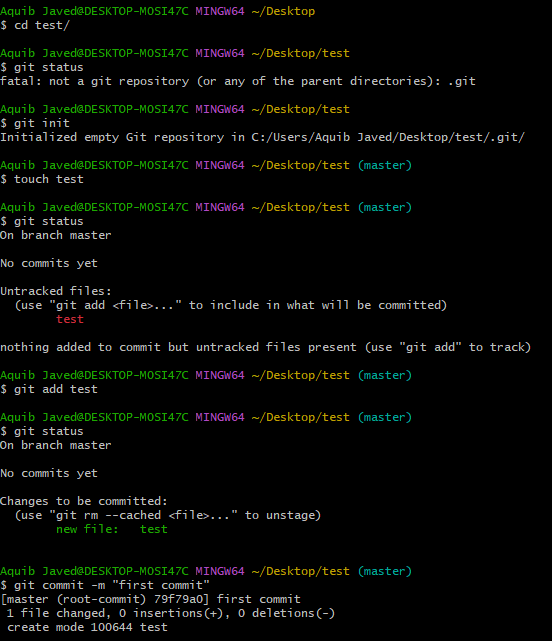 Aquib Javed@DESKTOP-MOSI47C MINGW64 ~/Desktop
$ cd test/
Aquib Javed@DESKTOP-MOSI47C MINGW64 ~/Desktop/test
$ git status
fatal: not a git repository (or any of the parent directories): .git
Aquib Javed@DESKTOP-MOSI47C MINGW64 ~/Desktop/test
$ git init
Initialized empty Git repository in C:/Users/Aquib Javed/Desktop/test/.git/
Aquib Javed@DESKTOP-MOSI47C MINGW64 ~/Desktop/test (master)
$ touch test
Aquib Javed@DESKTOP-MOSI47C MINGW64 ~/Desktop/test (master)
$ git status
On branch master
No commits yet
Untracked files:
  (use "git add <file>..." to include in what will be committed)
        test
nothing added to commit but untracked files present (use "git add" to track)
Aquib Javed@DESKTOP-MOSI47C MINGW64 ~/Desktop/test (master)
$ git add test
Aquib Javed@DESKTOP-MOSI47C MINGW64 ~/Desktop/test (master)
$ git status
On branch master
No commits yet
Changes to be committed:
  (use "git rm --cached <file>..." to unstage)
        new file:   test
Aquib Javed@DESKTOP-MOSI47C MINGW64 ~/Desktop/test (master)
$ git commit -m "first commit"
[master (root-commit) 79f79a0] first commit
 1 file changed, 0 insertions(+), 0 deletions(-)
 create mode 100644 test